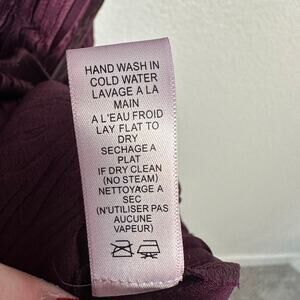 HAND WASH IN
COLD WATER
LAVAGE A LA
MAIN
A L'EAU FROID
LAY FLAT TO
DRY
SECHAGE A
PLAT
IF DRY CLEAN
(NO STEAM)
NETTOYAGE A
SEC
(N'UTILISER PAS
AUCUNE
VAPEUR)